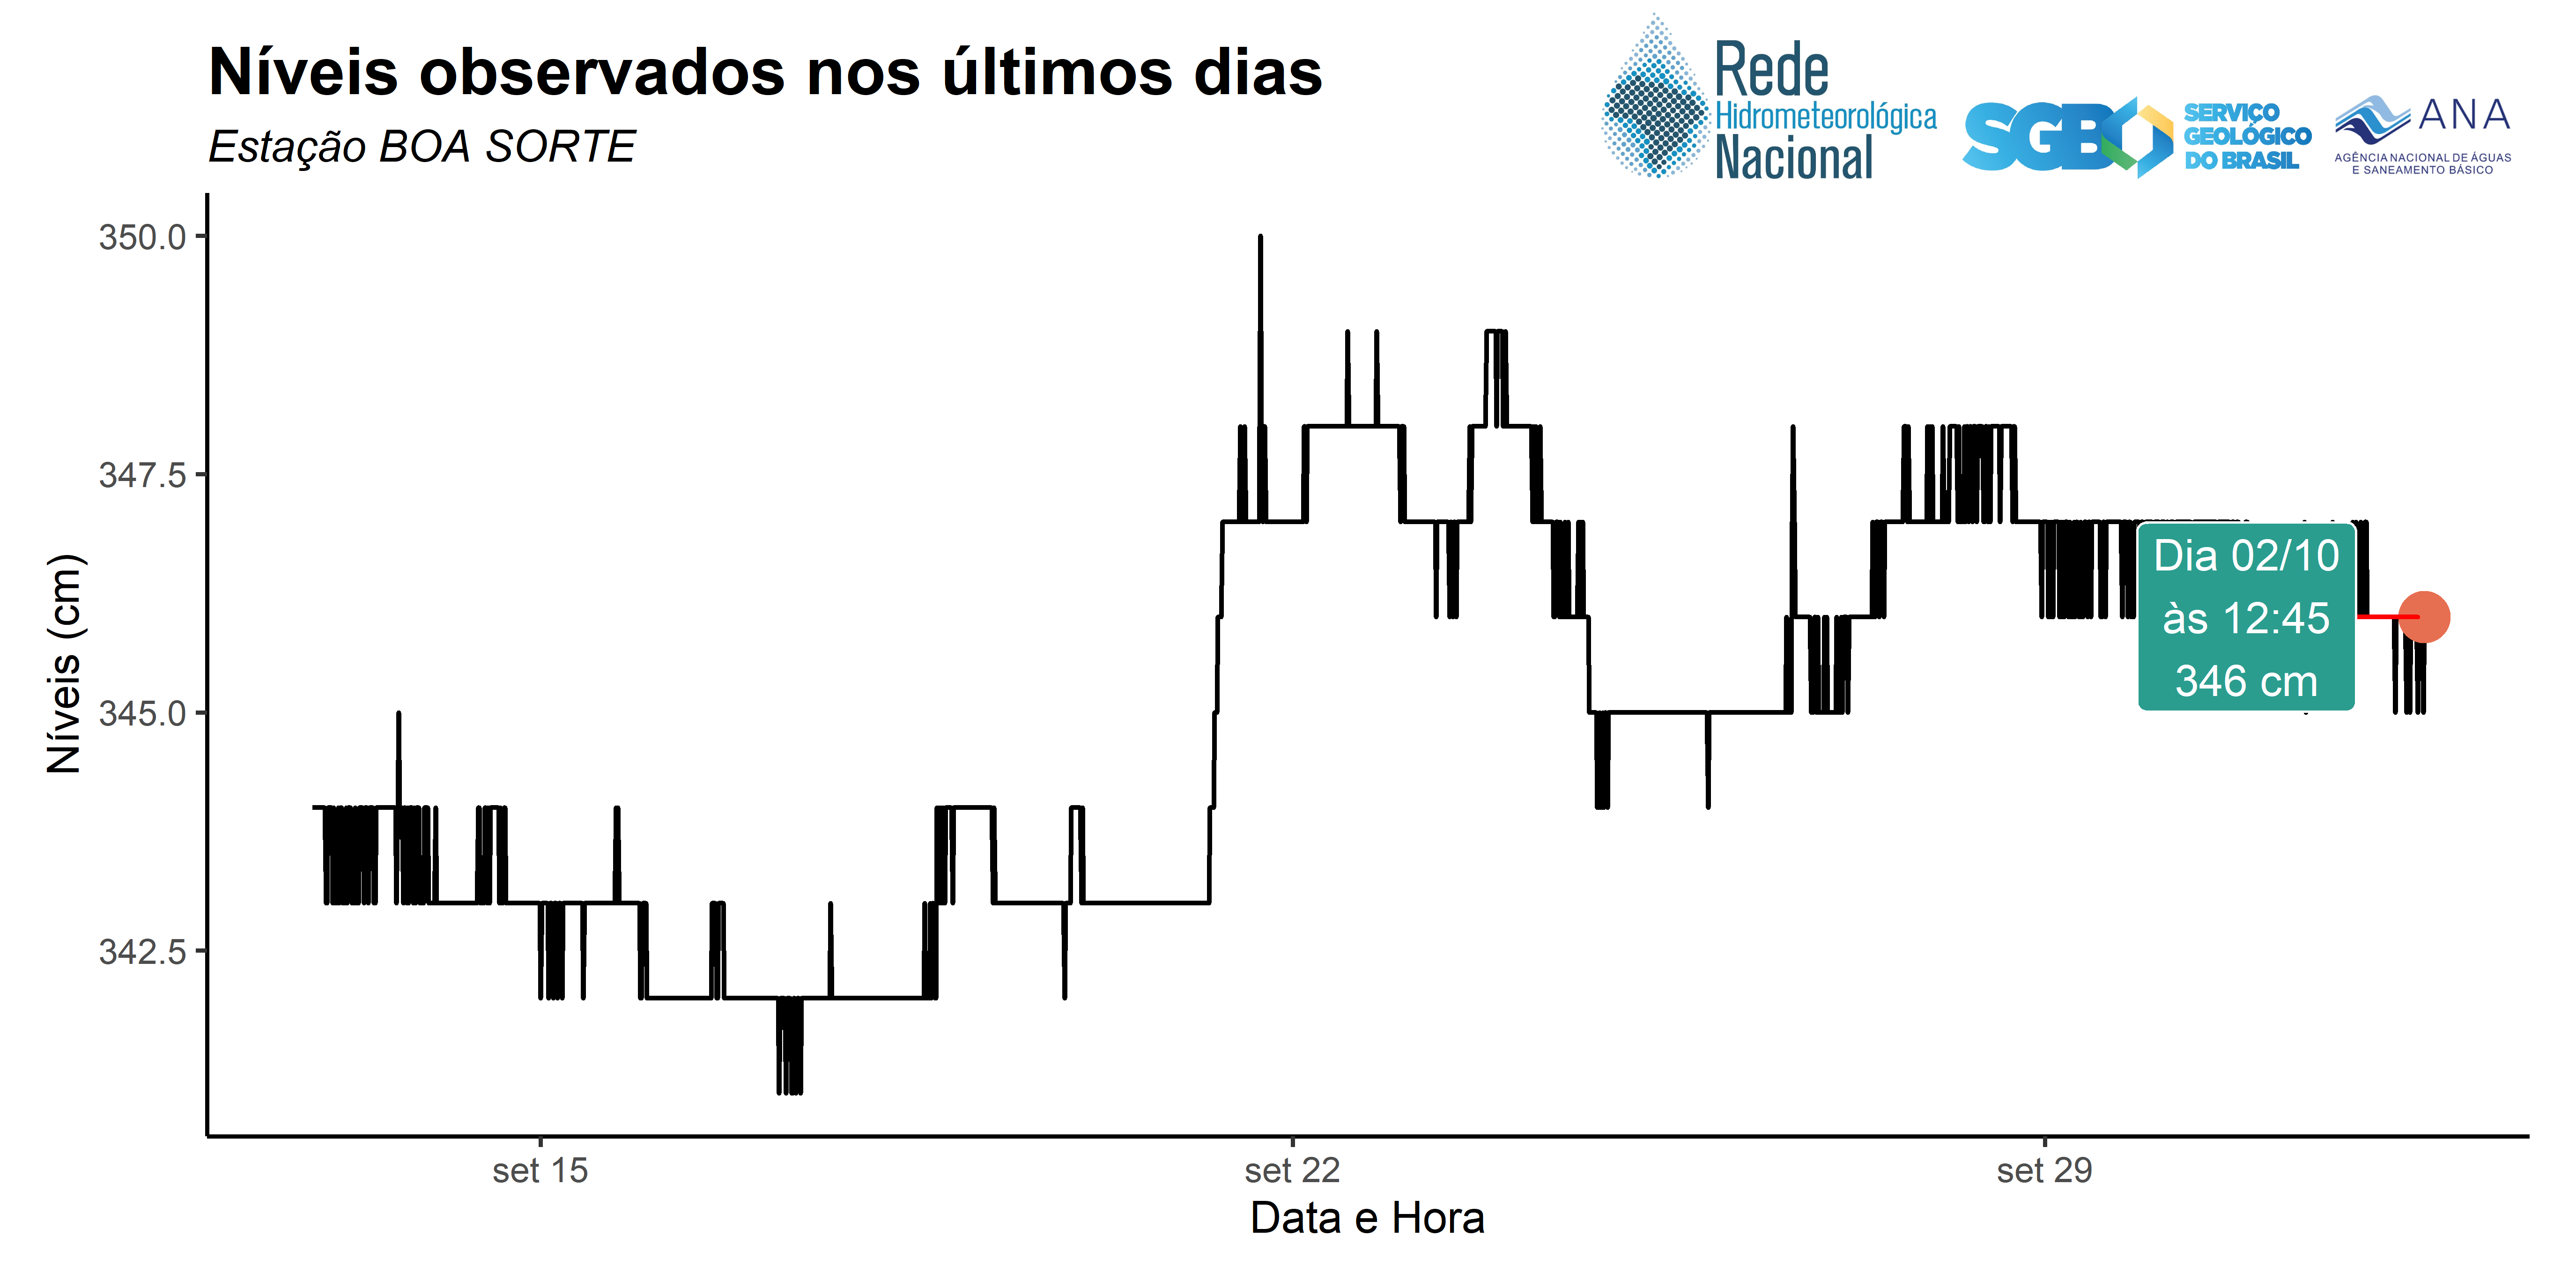 Níveis observados nos últimos dias
Estação BOA SORTE
Rede
Hidrometeorológica
Nacional
SGB
SERVIÇO
GEOLÓGICO
DO BRASIL
ANA
AGÊNCIA NACIONAL DE ÁGUAS
E SANEAMENTO BÁSICO
Níveis (cm)
350.0
347.5
345.0
342.5
Dia 02/10
às 12:45
346 cm
set 15
set 22
set 29
Data e Hora